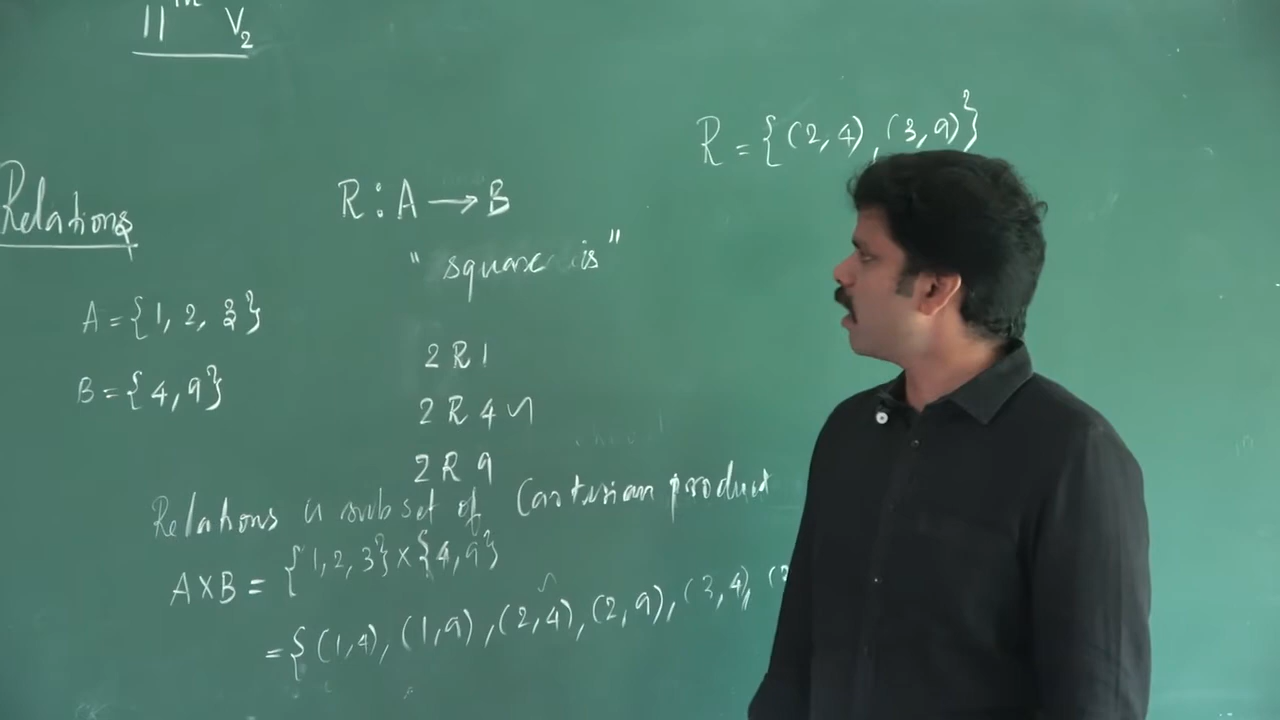 11th V2
R = {(2,4), (3,9)}
Relations
R : A → B
" square is "
A = {1, 2, 3}
B = {4, 9}
2 R 1
2 R 4
2 R 9
Relations is subset of Cartesian product
A X B = {1, 2, 3} x {4, 9}
= { (1,4), (1,9), (2,4), (2,9), (3,4), (3